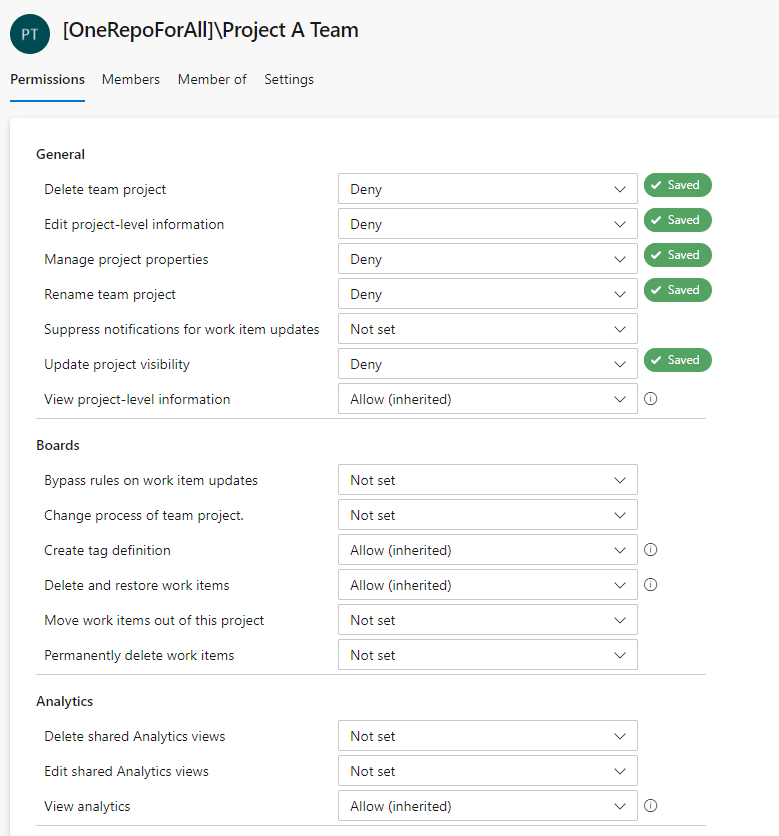 PT
[OneRepoForAll]\Project A Team
Permissions Members Member of Settings
General
Delete team project Deny Saved
Edit project-level information Deny Saved
Manage project properties Deny Saved
Rename team project Deny Saved
Suppress notifications for work item updates Not set
Update project visibility Deny Saved
View project-level information Allow (inherited)
Boards
Bypass rules on work item updates Not set
Change process of team project. Not set
Create tag definition Allow (inherited)
Delete and restore work items Allow (inherited)
Move work items out of this project Not set
Permanently delete work items Not set
Analytics
Delete shared Analytics views Not set
Edit shared Analytics views Not set
View analytics Allow (inherited)